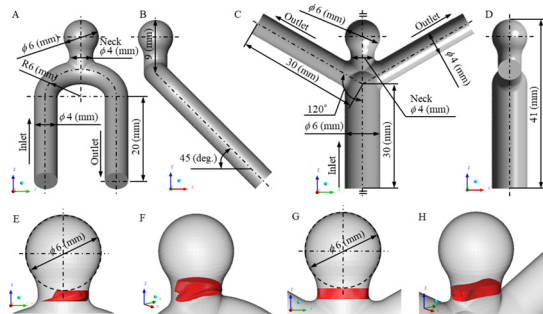 A
B
C
D
φ6 (mm)
Neck
φ4 (mm)
R6 (mm)
φ4 (mm)
Inlet
Outlet
20 (mm)
9 (mm)
45 (deg.)
Outlet
φ6 (mm)
Outlet
φ4 (mm)
30 (mm)
120°
φ6 (mm)
Neck
φ4 (mm)
Inlet
30 (mm)
41 (mm)
E
F
G
H
φ6 (mm)
φ6 (mm)